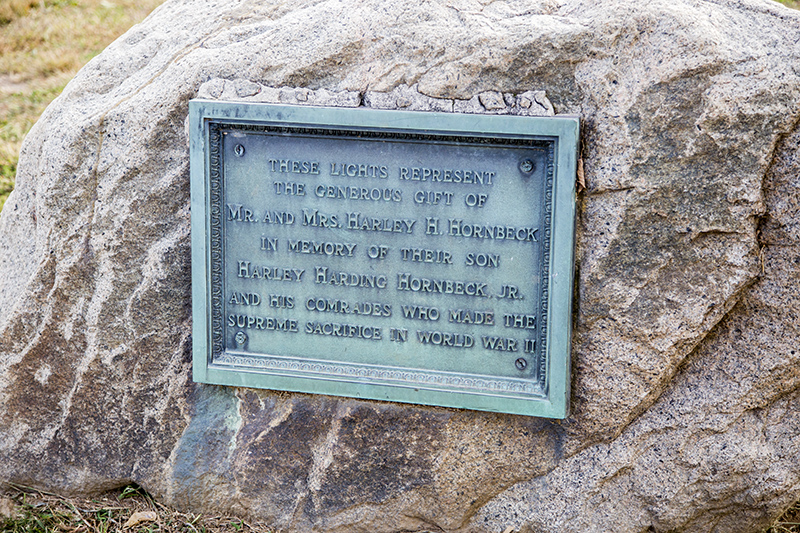 THESE LIGHTS REPRESENT
THE GENEROUS GIFT OF
MR. AND MRS. HARLEY H. HORNBECK
IN MEMORY OF THEIR SON
HARLEY HARDING HORNBECK, JR.
AND HIS COMRADES WHO MADE THE
SUPREME SACRIFICE IN WORLD WAR II